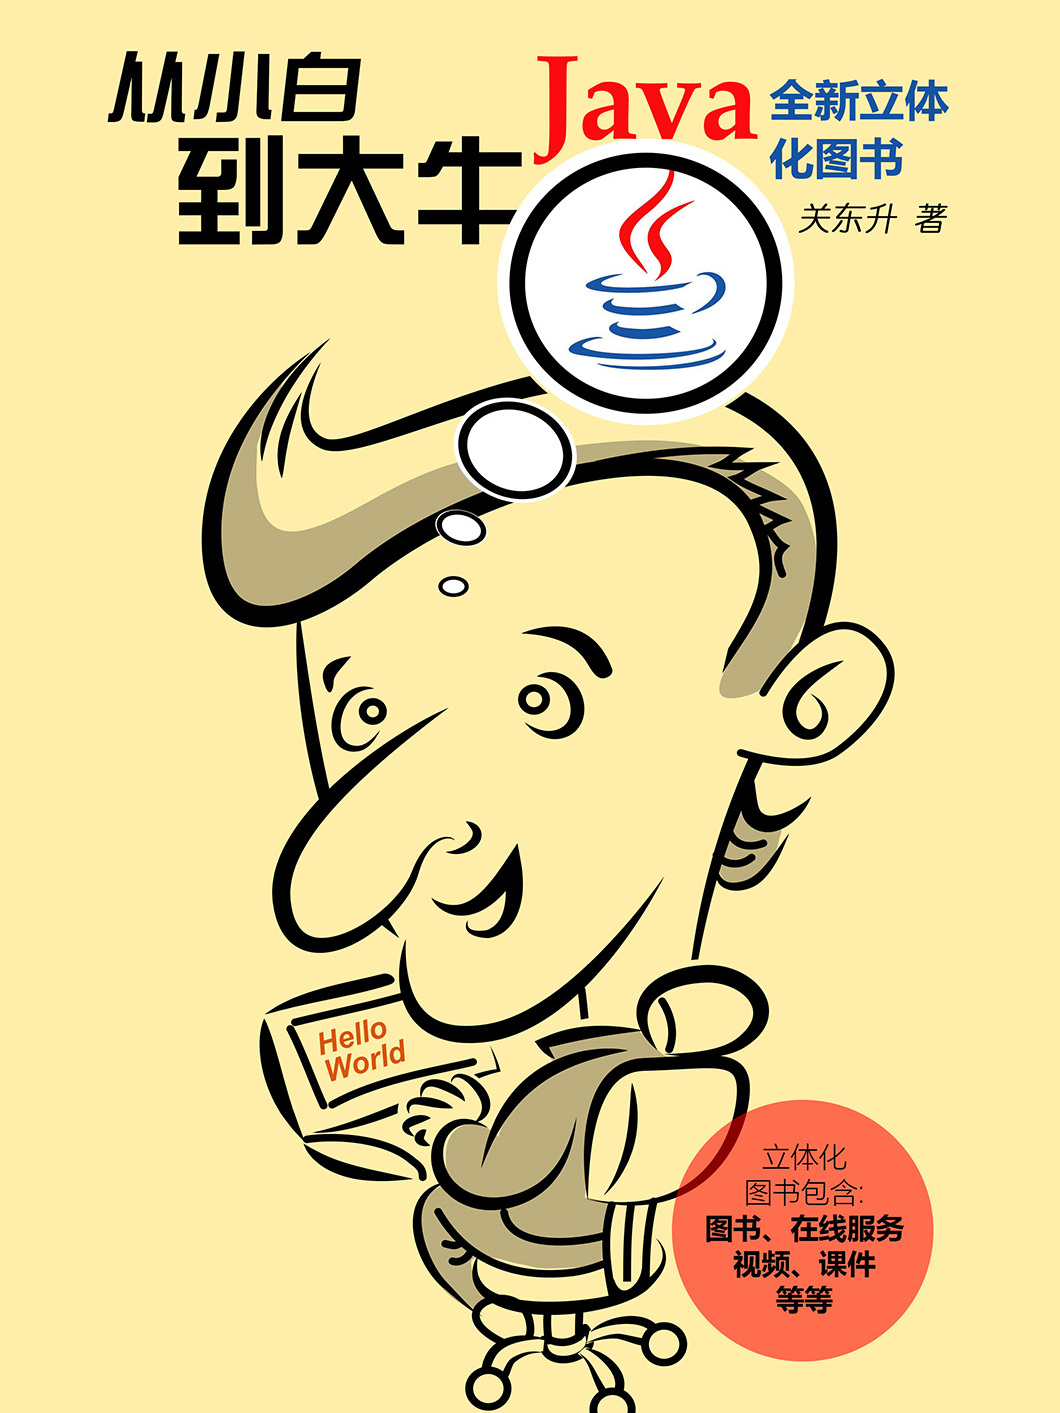 从小白
到大牛
Java
全新立体
化图书
关东升 著
Hello
World
立体化
图书包含:
图书、在线服务
视频、课件
等等